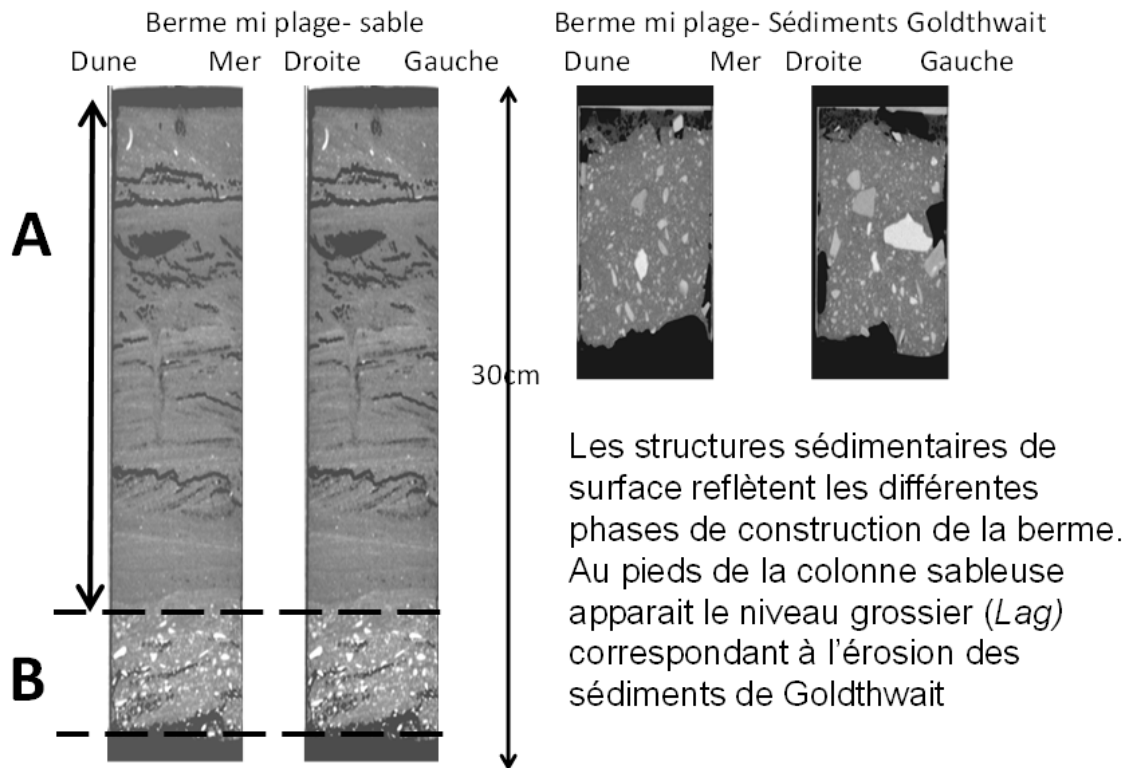 Berme mi plage- sable
Dune Mer Droite Gauche
Berme mi plage- Sédiments Goldthwait
Dune Mer Droite Gauche
A
30cm
B
Les structures sédimentaires de
surface reflètent les différentes
phases de construction de la berme.
Au pieds de la colonne sableuse
apparait le niveau grossier (Lag)
correspondant à l'érosion des
sédiments de Goldthwait